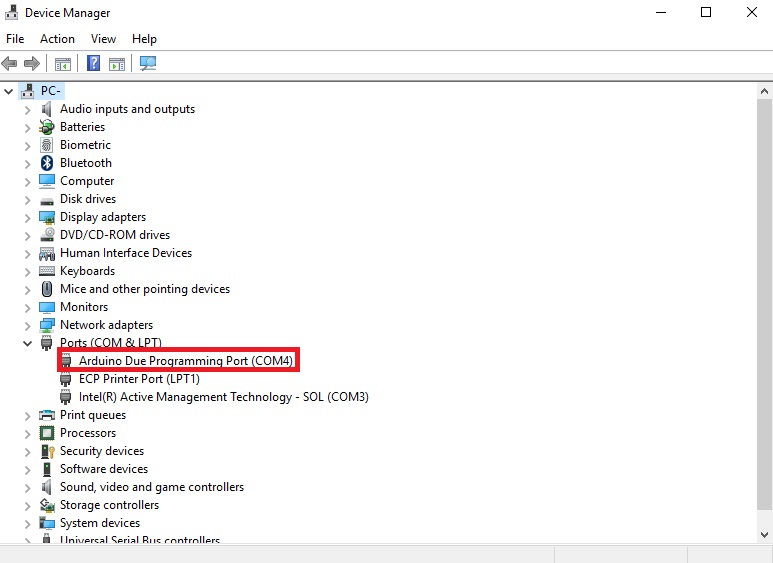 Device Manager
File Action View Help
PC-
Audio inputs and outputs
Batteries
Biometric
Bluetooth
Computer
Disk drives
Display adapters
DVD/CD-ROM drives
Human Interface Devices
Keyboards
Mice and other pointing devices
Monitors
Network adapters
Ports (COM & LPT)
Arduino Due Programming Port (COM4)
ECP Printer Port (LPT1)
Intel(R) Active Management Technology - SOL (COM3)
Print queues
Processors
Security devices
Software devices
Sound, video and game controllers
Storage controllers
System devices
Universal Serial Bus controllers